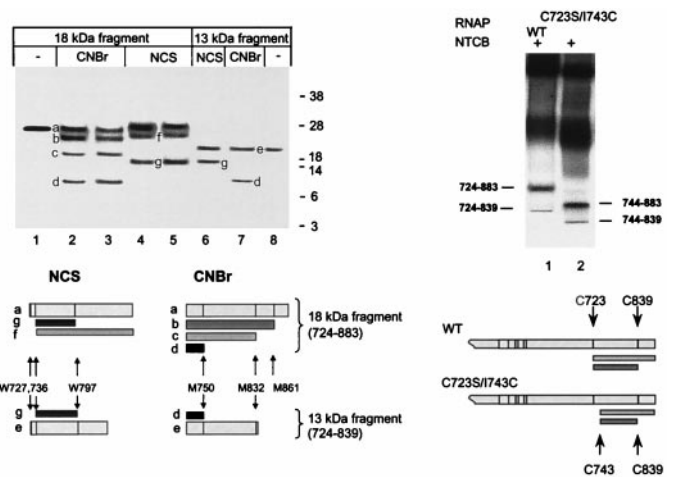 18 kDa fragment 13 kDa fragment
- CNBr NCS NCS CNBr -
- 38
- 28
- 18
- 14
- 6
- 3
a
b
c
d
f
g
g
e
d
1 2 3 4 5 6 7 8
RNAP WT C723S/I743C
NTCB + +
724-883
724-839
744-883
744-839
1 2
NCS
a
g
f
W727,736 W797
g
e
CNBr
a
b
c
d
M750 M832 M861
d
e
18 kDa fragment
(724-883)
13 kDa fragment
(724-839)
C723 C839
WT
C723S/I743C
C743 C839